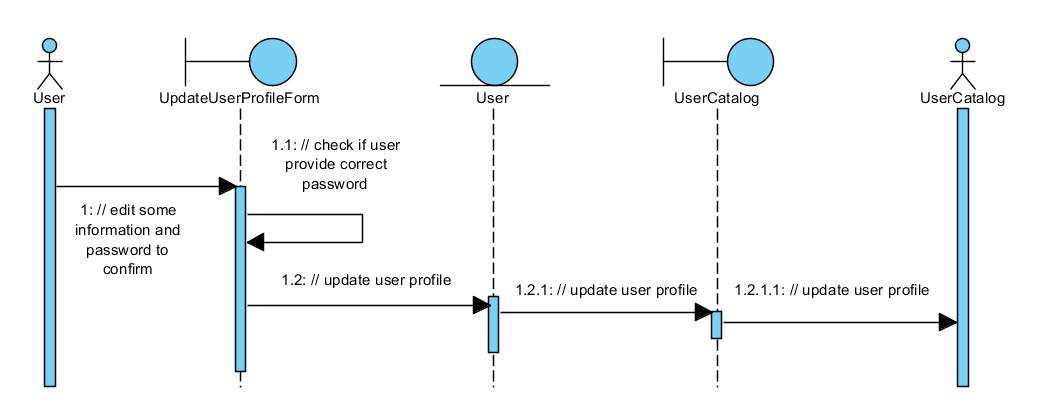 User
UpdateUserProfileForm
User
UserCatalog
UserCatalog
1.1: // check if user
provide correct
password
1: // edit some
information and
password to
confirm
1.2: // update user profile
1.2.1: // update user profile
1.2.1.1: // update user profile